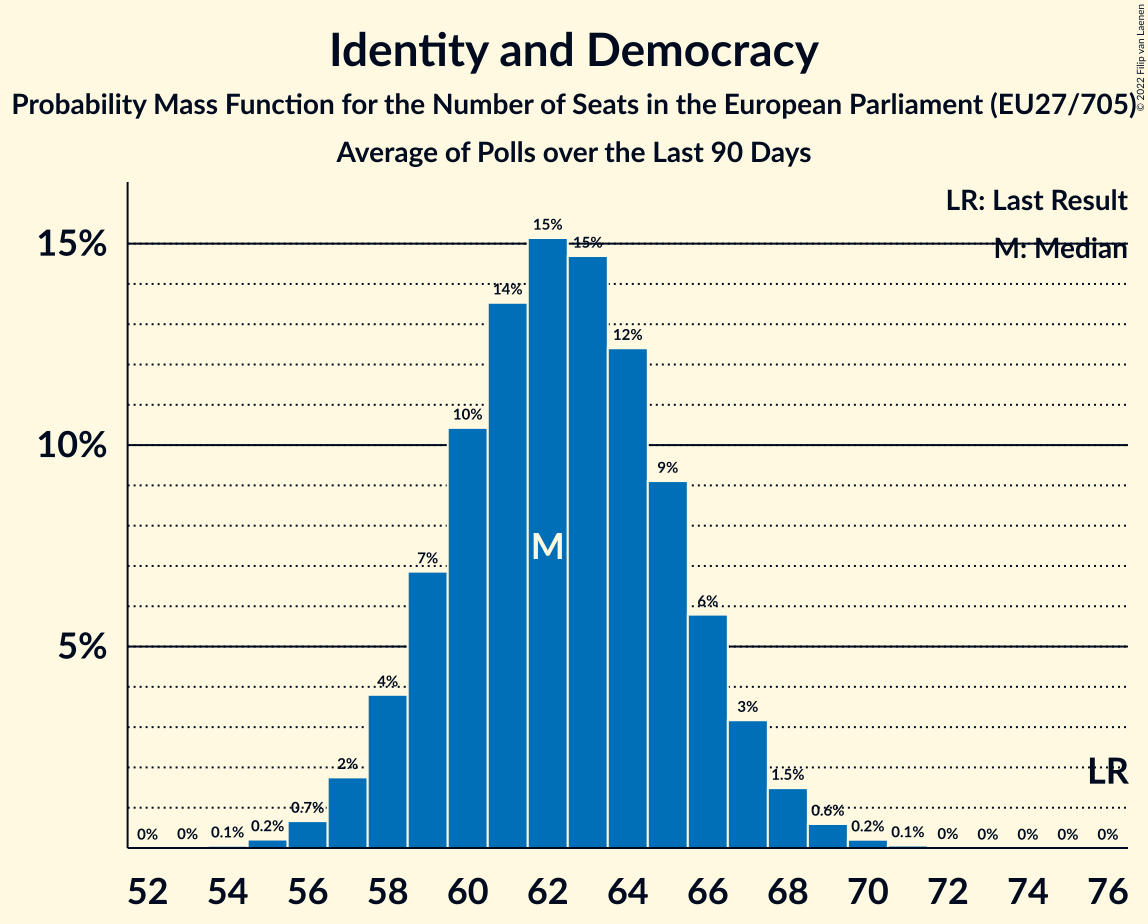 Identity and Democracy
Probability Mass Function for the Number of Seats in the European Parliament (EU27/705)
Average of Polls over the Last 90 Days
© 2022 Filip van Laenen
LR: Last Result
M: Median
15%
10%
5%
0% 0% 0.1% 0.2% 0.7% 2% 4% 7% 10% 14% 15% 15% 12% 9% 6% 3% 1.5% 0.6% 0.2% 0.1% 0% 0% 0% 0% 0%
M
LR
52 54 56 58 60 62 64 66 68 70 72 74 76